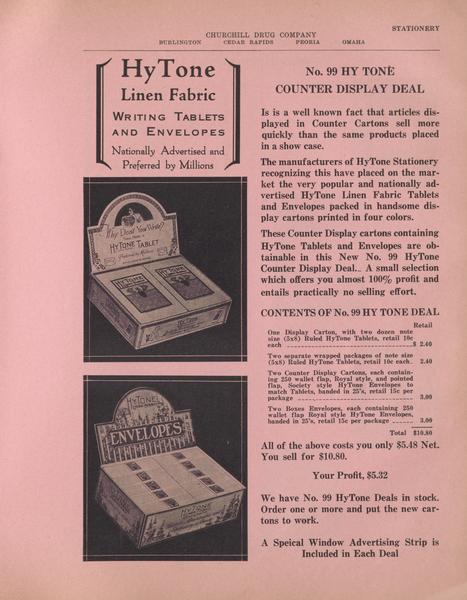 STATIONERY
CHURCHILL DRUG COMPANY
BURLINGTON CEDAR RAPIDS PEORIA OMAHA
HyTone
Linen Fabric
WRITING TABLETS
AND ENVELOPES
Nationally Advertised and
Preferred by Millions
Why Don't You Write?
HYTONE TABLET
Preferred by Millions
HYTONE
ENVELOPES
HYTONE
No. 99 HY TONE
COUNTER DISPLAY DEAL
Is is a well known fact that articles dis-
played in Counter Cartons sell more
quickly than the same products placed
in a show case.
The manufacturers of HyTone Stationery
recognizing this have placed on the mar-
ket the very popular and nationally ad-
vertised HyTone Linen Fabric Tablets
and Envelopes packed in handsome dis-
play cartons printed in four colors.
These Counter Display cartons containing
HyTone Tablets and Envelopes are ob-
tainable in this New No. 99 HyTone
Counter Display Deal.. A small selection
which offers you almost 100% profit and
entails practically no selling effort.
CONTENTS OF No. 99 HY TONE DEAL
Retail
One Display Carton, with two dozen note
size (5x8) Ruled HyTone Tablets, retail 10c
each $ 2.40
Two separate wrapped packages of note size
(5x8) Ruled HyTone Tablets, retail 10c each. 2.40
Two Counter Display Cartons, each contain-
ing 250 wallet flap, Royal style, and pointed
flap, Society style HyTone Envelopes to
match Tablets, banded in 25's, retail 15c per
package 3.00
Two Boxes Envelopes, each containing 250
wallet flap Royal style HyTone Envelopes,
banded in 25's, retail 15c per package 3.00
Total $10.80
All of the above costs you only $5.48 Net.
You sell for $10.80.
Your Profit, $5.32
We have No. 99 HyTone Deals in stock.
Order one or more and put the new car-
tons to work.
A Speical Window Advertising Strip is
Included in Each Deal